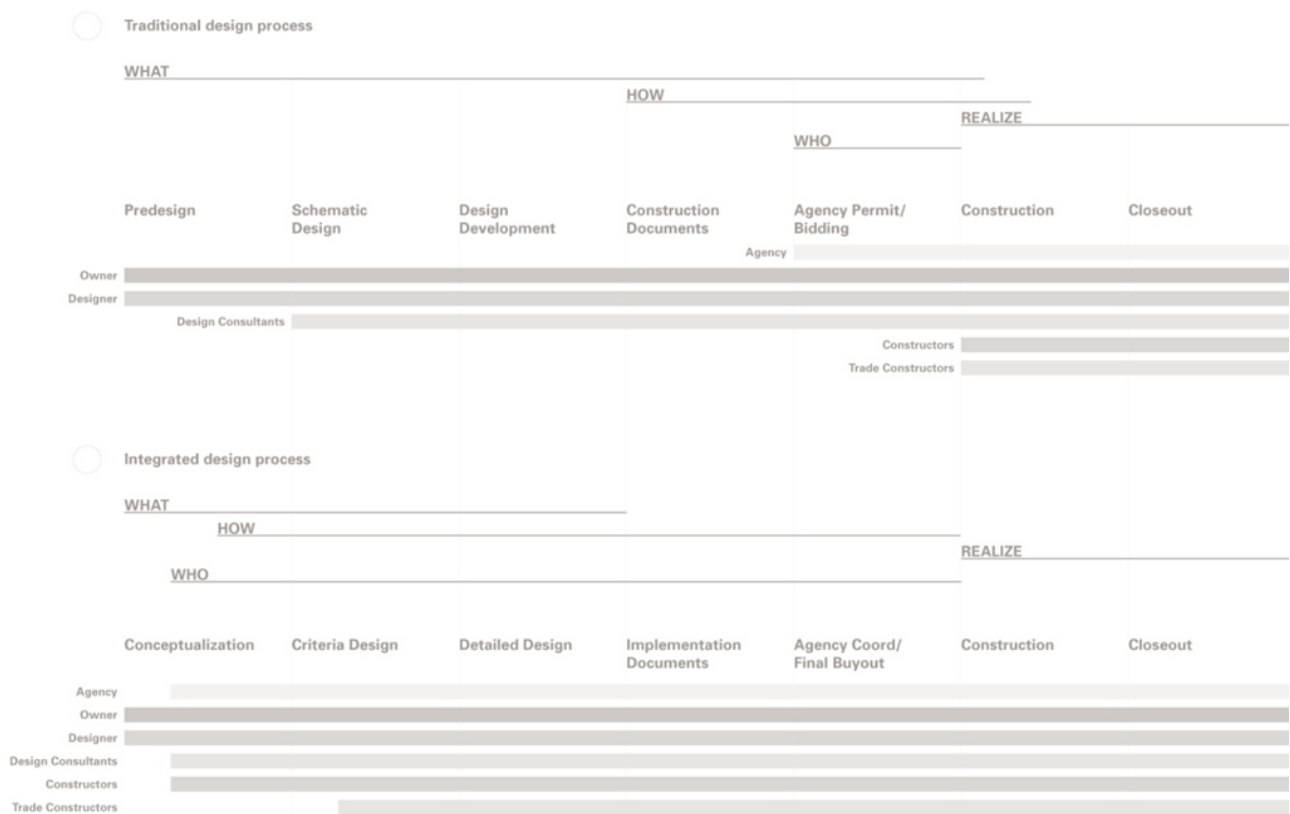 Traditional design process
WHAT
HOW
REALIZE
WHO
Predesign
Schematic
Design
Design
Development
Construction
Documents
Agency Permit/
Bidding
Construction
Closeout
Agency
Owner
Designer
Design Consultants
Constructors
Trade Constructors
Integrated design process
WHAT
HOW
REALIZE
WHO
Conceptualization
Criteria Design
Detailed Design
Implementation
Documents
Agency Coord/
Final Buyout
Construction
Closeout
Agency
Owner
Designer
Design Consultants
Constructors
Trade Constructors